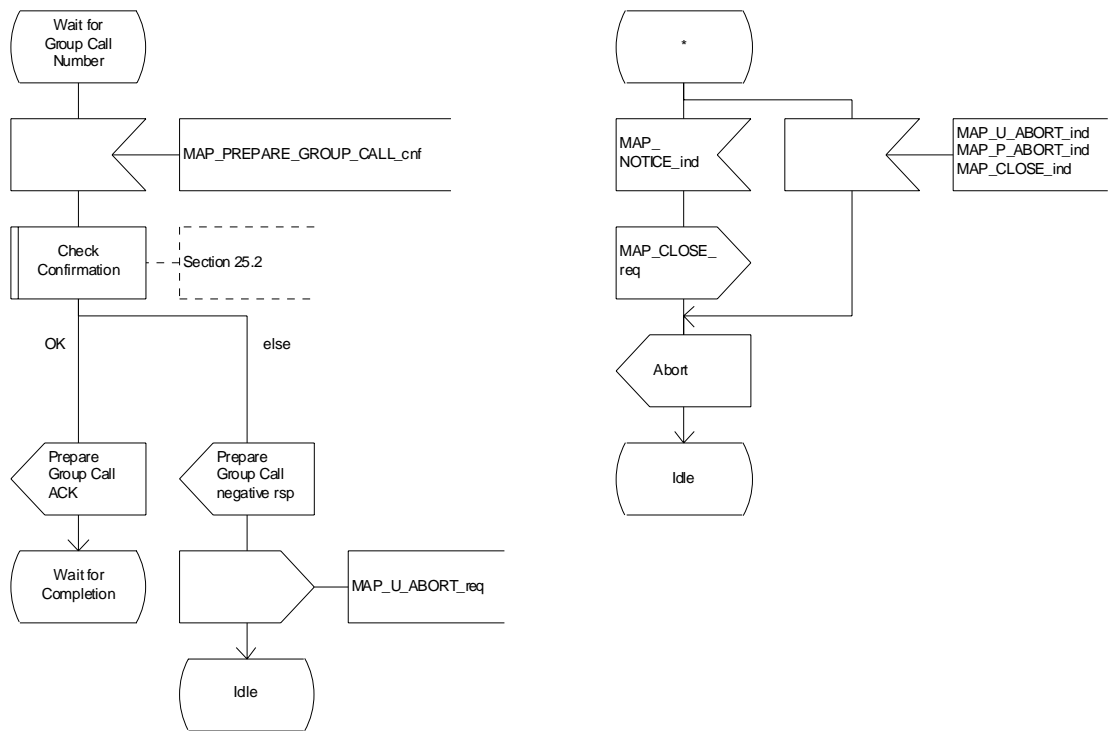 Wait for
Group Call
Number
MAP_PREPARE_GROUP_CALL_cnf
Check
Confirmation
Section 25.2
OK
else
Prepare
Group Call
ACK
Prepare
Group Call
negative rsp
Wait for
Completion
MAP_U_ABORT_req
Idle
*
MAP_
NOTICE_ind
MAP_U_ABORT_ind
MAP_P_ABORT_ind
MAP_CLOSE_ind
MAP_CLOSE_
req
Abort
Idle